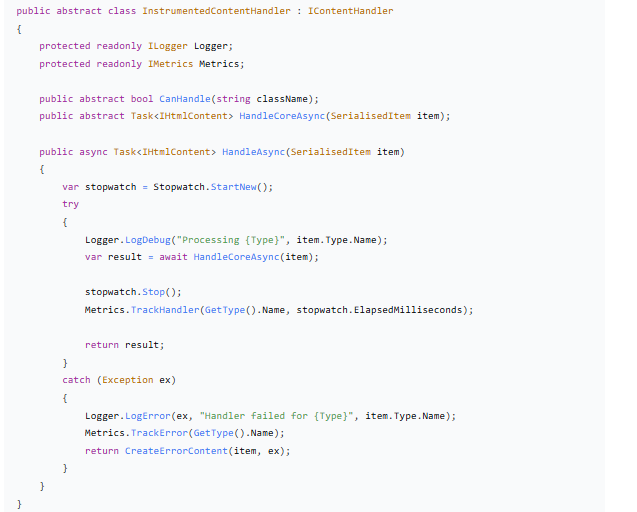 public abstract class InstrumentedContentHandler : IContentHandler
{
    protected readonly ILogger Logger;
    protected readonly IMetrics Metrics;

    public abstract bool CanHandle(string className);
    public abstract Task<IHtmlContent> HandleCoreAsync(SerialisedItem item);

    public async Task<IHtmlContent> HandleAsync(SerialisedItem item)
    {
        var stopwatch = Stopwatch.StartNew();
        try
        {
            Logger.LogDebug("Processing {Type}", item.Type.Name);
            var result = await HandleCoreAsync(item);

            stopwatch.Stop();
            Metrics.TrackHandler(GetType().Name, stopwatch.ElapsedMilliseconds);

            return result;
        }
        catch (Exception ex)
        {
            Logger.LogError(ex, "Handler failed for {Type}", item.Type.Name);
            Metrics.TrackError(GetType().Name);
            return CreateErrorContent(item, ex);
        }
    }
}